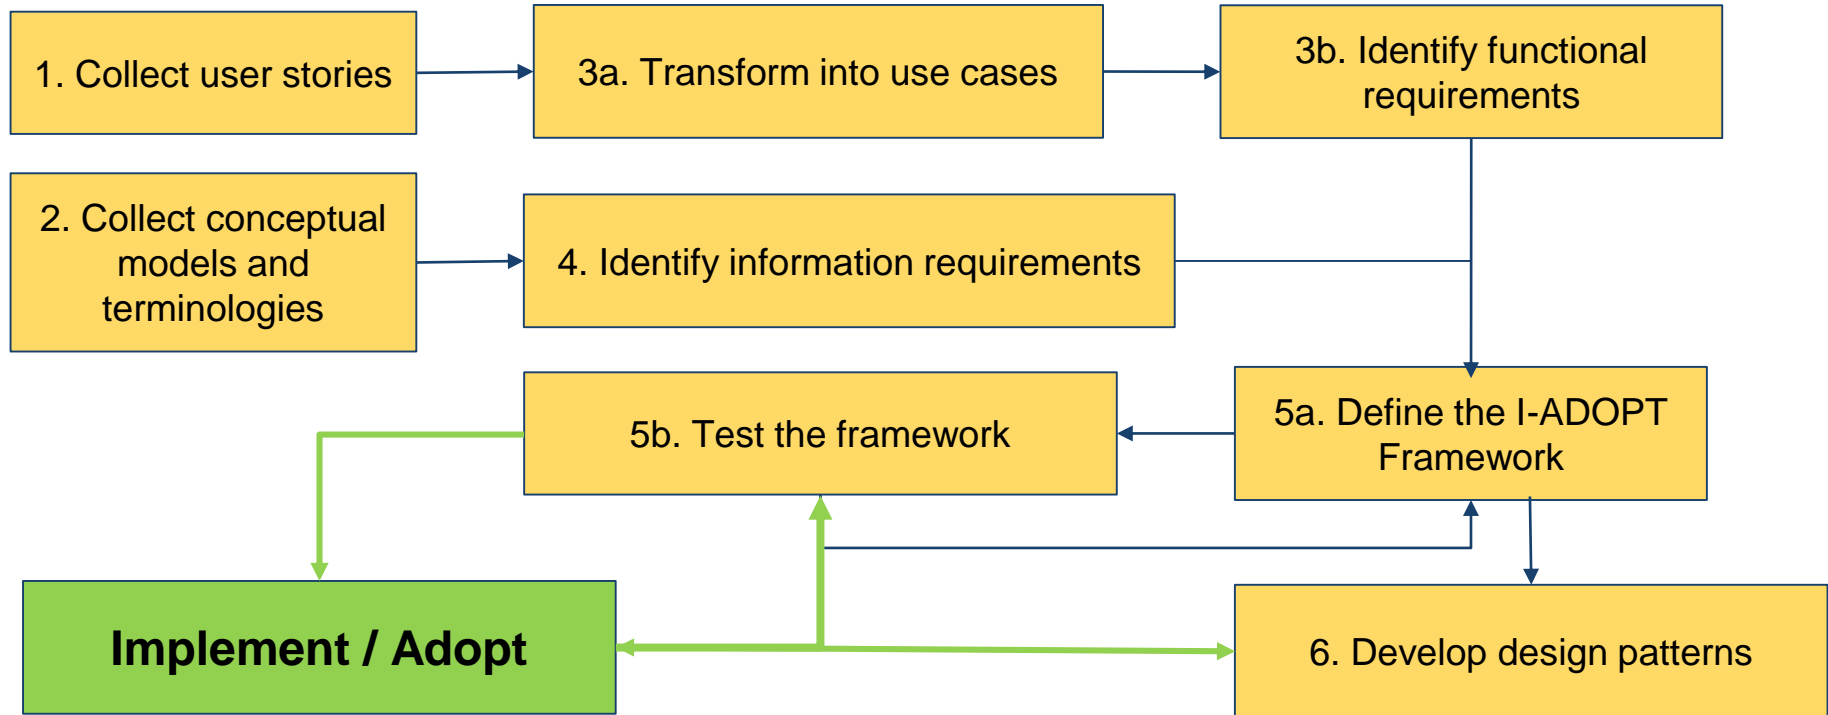 1. Collect user stories
3a. Transform into use cases
3b. Identify functional
requirements
2. Collect conceptual
models and
terminologies
4. Identify information requirements
5b. Test the framework
5a. Define the I-ADOPT
Framework
Implement / Adopt
6. Develop design patterns